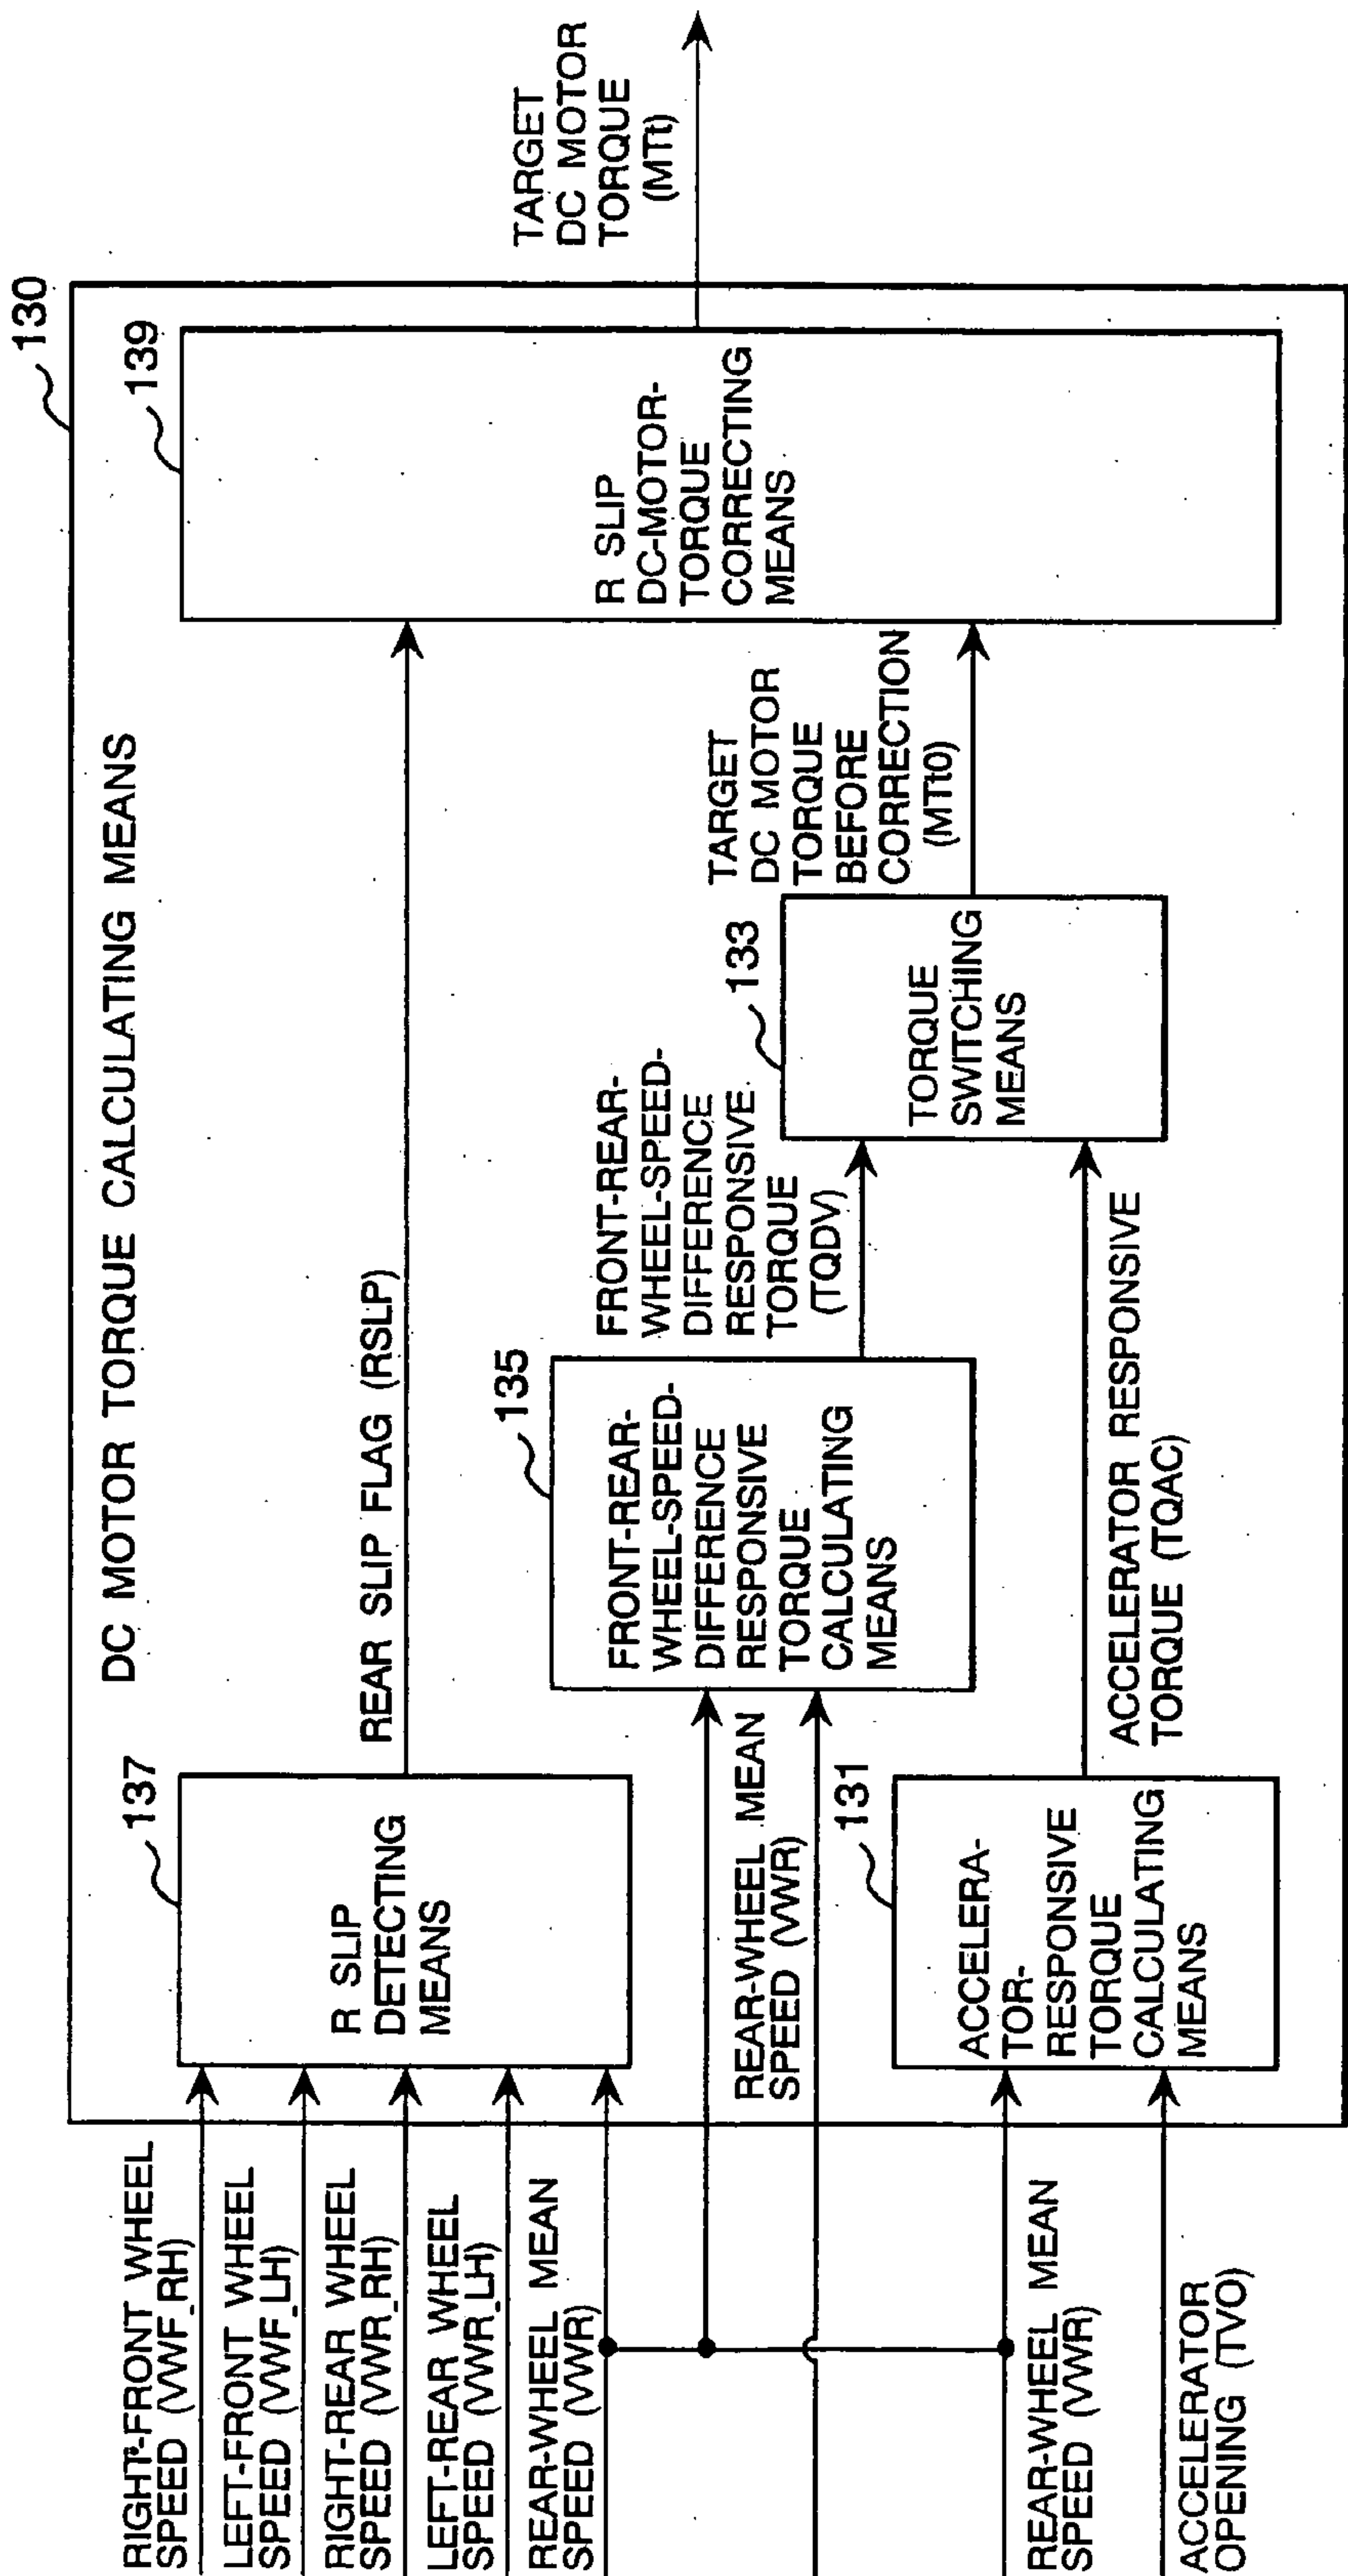 130
DC MOTOR TORQUE CALCULATING MEANS
RIGHT-FRONT WHEEL
SPEED (VWF_RH)
LEFT-FRONT WHEEL
SPEED (VWF_LH)
RIGHT-REAR WHEEL
SPEED (VWR_RH)
LEFT-REAR WHEEL
SPEED (VWR_LH)
REAR-WHEEL MEAN
SPEED (VWR)
137
R SLIP
DETECTING
MEANS
REAR SLIP FLAG (RSLP)
139
R SLIP
DC-MOTOR-
TORQUE
CORRECTING
MEANS
TARGET
DC MOTOR
TORQUE
(MTt)
REAR-WHEEL MEAN
SPEED (VWR)
135
FRONT-REAR-
WHEEL-SPEED-
DIFFERENCE
RESPONSIVE
TORQUE
CALCULATING
MEANS
FRONT-REAR-
WHEEL-SPEED-
DIFFERENCE
RESPONSIVE
TORQUE
(TQDV)
133
TORQUE
SWITCHING
MEANS
TARGET
DC MOTOR
TORQUE
BEFORE
CORRECTION
(MTt0)
REAR-WHEEL MEAN
SPEED (VWR)
ACCELERATOR
OPENING (TVO)
131
ACCELERA-
TOR-
RESPONSIVE
TORQUE
CALCULATING
MEANS
ACCELERATOR RESPONSIVE
TORQUE (TQAC)